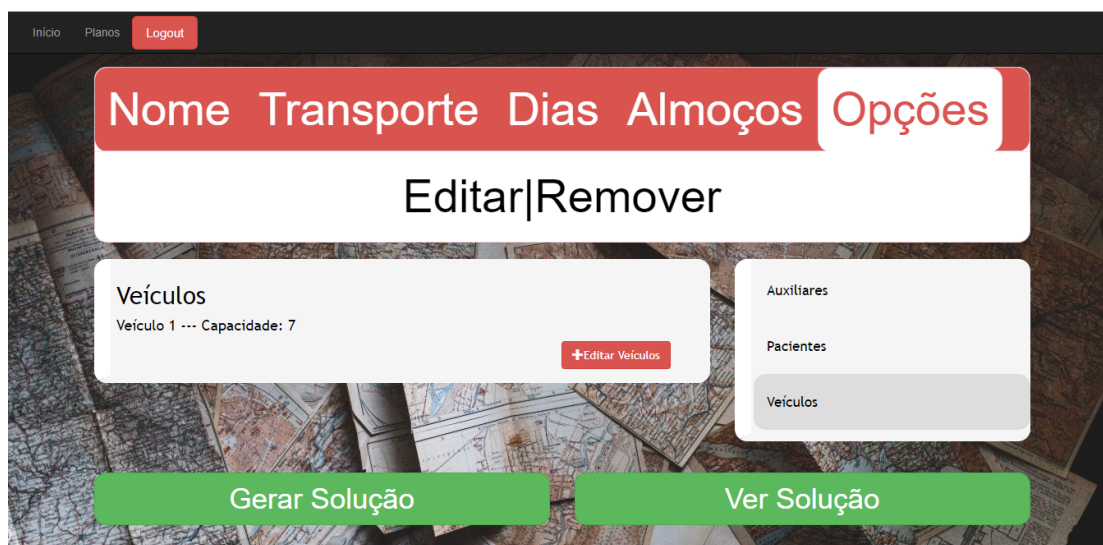 Início Planos Logout
Nome Transporte Dias Almoços Opções
Editar|Remover
Veículos
Veículo 1 --- Capacidade: 7
+Editar Veículos
Auxiliares
Pacientes
Veículos
Gerar Solução Ver Solução